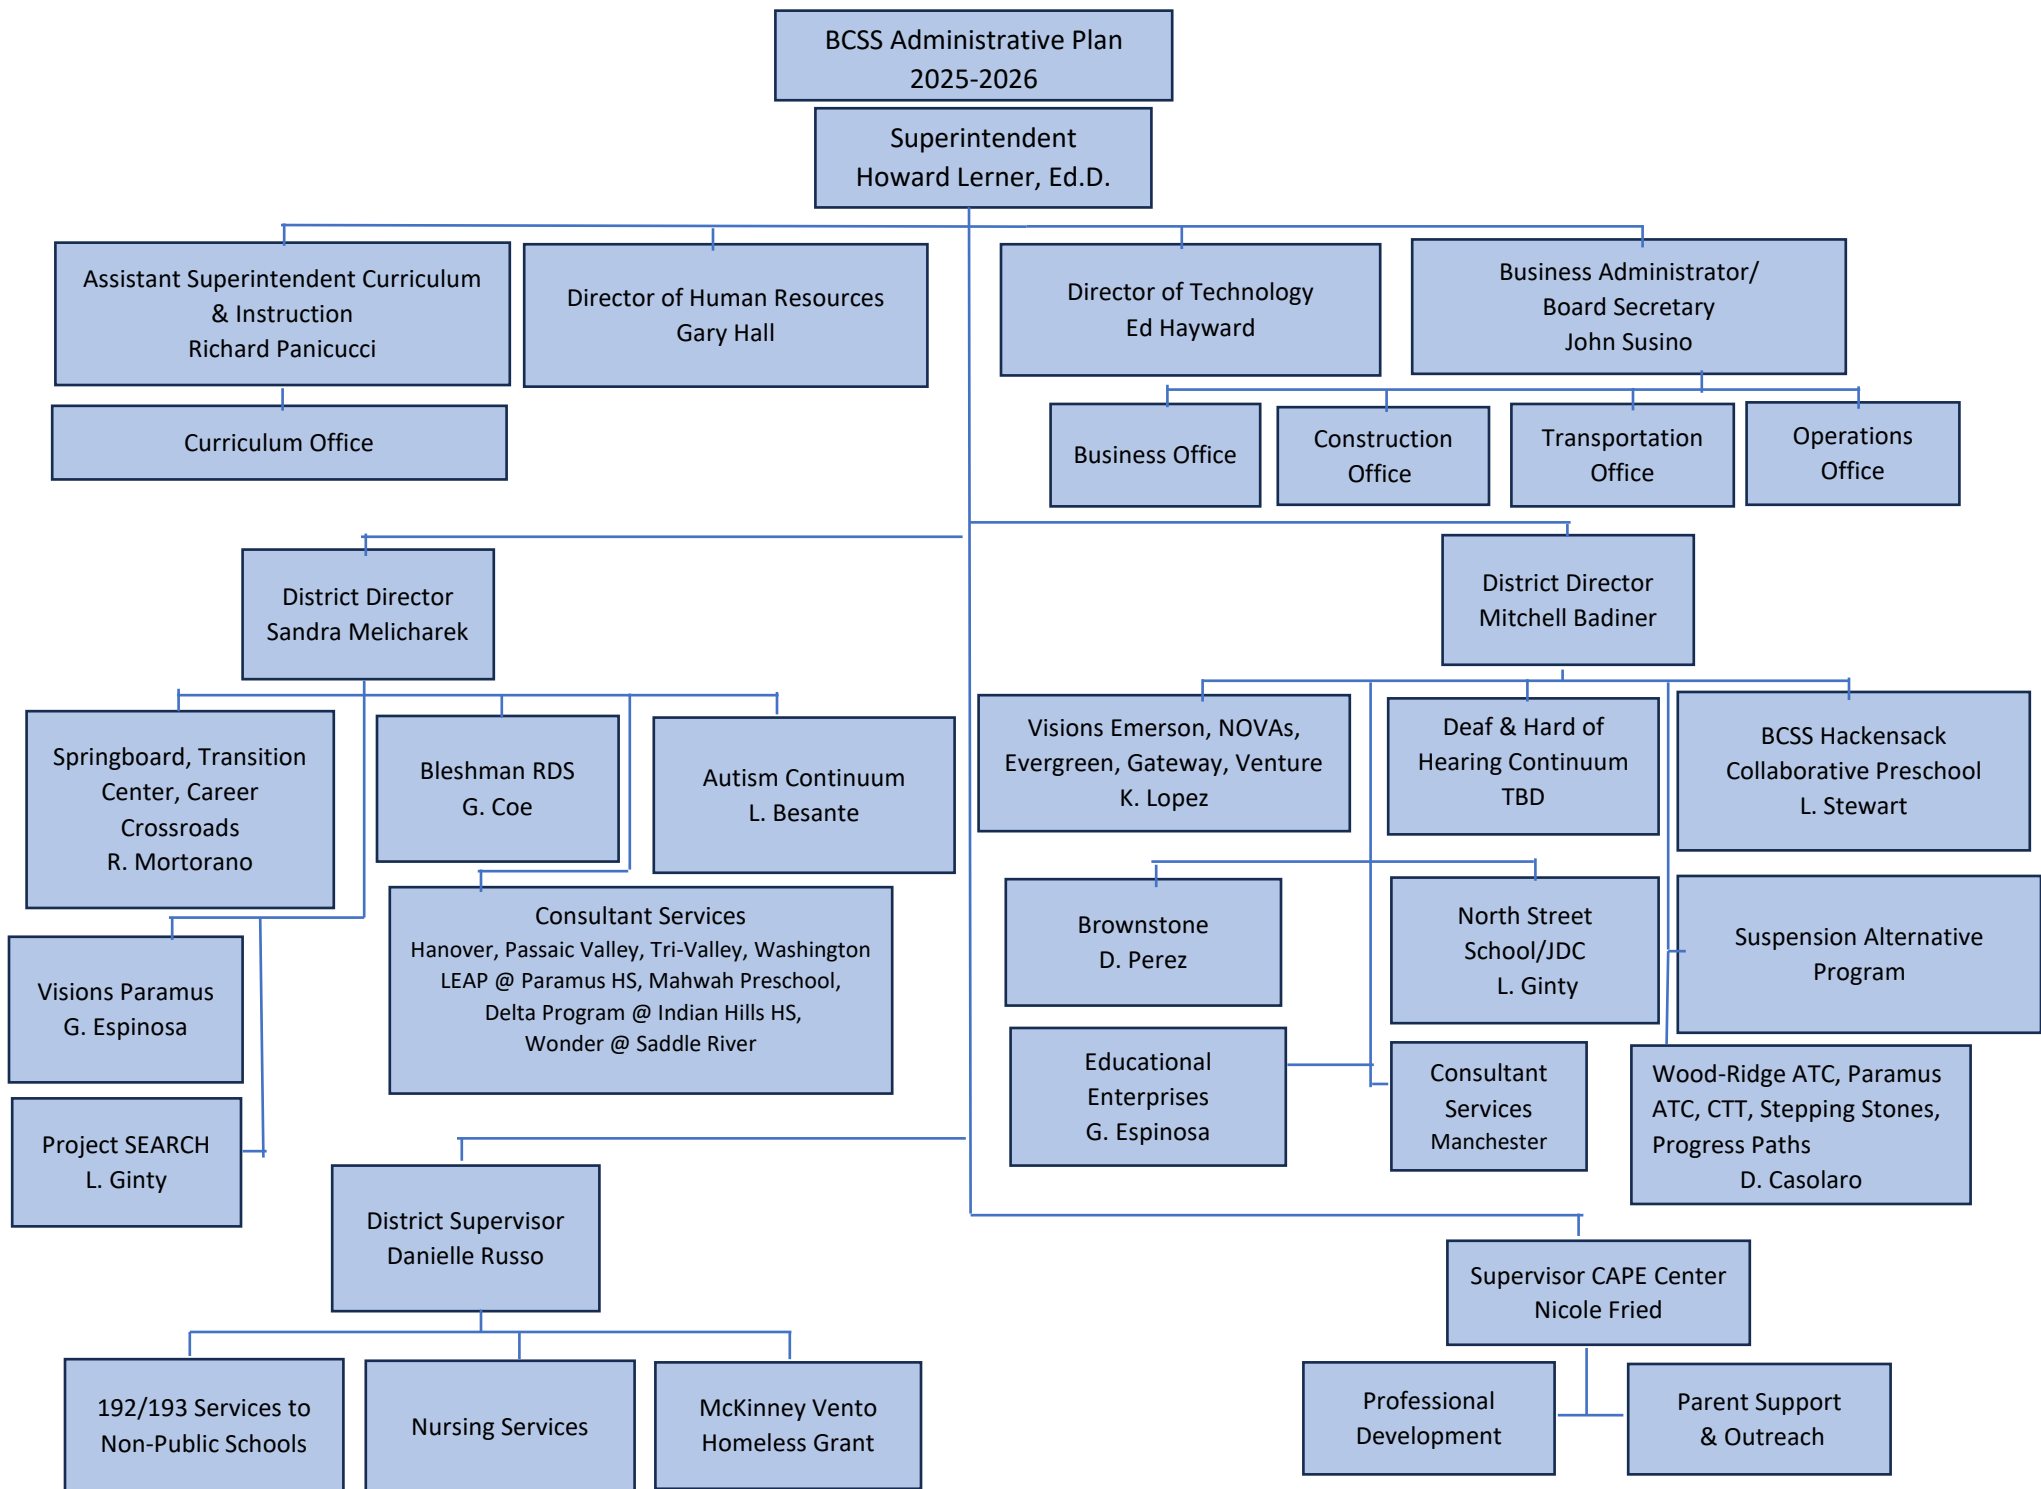 BCSS Administrative Plan
2025-2026
Superintendent
Howard Lerner, Ed.D.
Assistant Superintendent Curriculum
& Instruction
Richard Panicucci
Director of Human Resources
Gary Hall
Director of Technology
Ed Hayward
Business Administrator/
Board Secretary
John Susino
Curriculum Office
Business Office
Construction
Office
Transportation
Office
Operations
Office
District Director
Sandra Melicharek
District Director
Mitchell Badiner
Springboard, Transition
Center, Career
Crossroads
R. Mortorano
Bleshman RDS
G. Coe
Autism Continuum
L. Besante
Visions Emerson, NOVAs,
Evergreen, Gateway, Venture
K. Lopez
Deaf & Hard of
Hearing Continuum
TBD
BCSS Hackensack
Collaborative Preschool
L. Stewart
Visions Paramus
G. Espinosa
Consultant Services
Hanover, Passaic Valley, Tri-Valley, Washington
LEAP @ Paramus HS, Mahwah Preschool,
Delta Program @ Indian Hills HS,
Wonder @ Saddle River
Brownstone
D. Perez
North Street
School/JDC
L. Ginty
Suspension Alternative
Program
Project SEARCH
L. Ginty
Educational
Enterprises
G. Espinosa
Consultant
Services
Manchester
Wood-Ridge ATC, Paramus
ATC, CTT, Stepping Stones,
Progress Paths
D. Casolaro
District Supervisor
Danielle Russo
Supervisor CAPE Center
Nicole Fried
192/193 Services to
Non-Public Schools
Nursing Services
McKinney Vento
Homeless Grant
Professional
Development
Parent Support
& Outreach